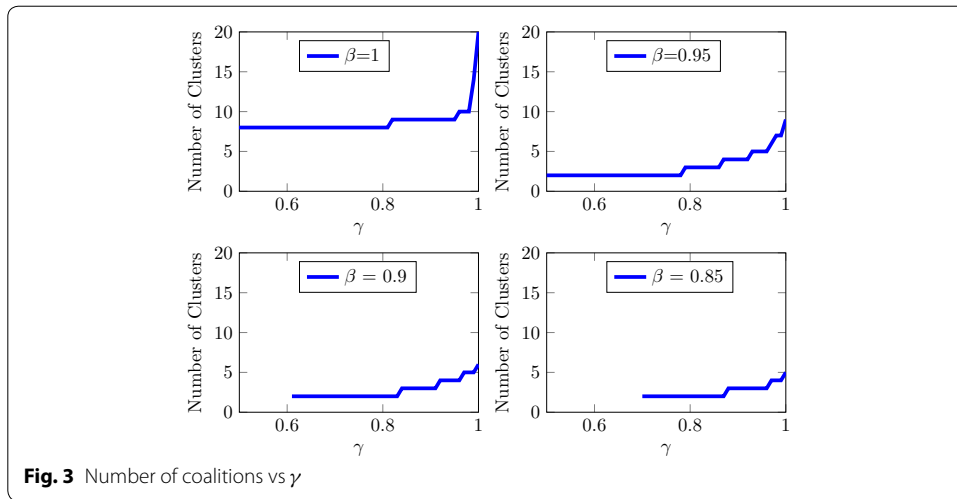 20
15
10
5
0
Number of Clusters
β=1
0.6 0.8 1
γ
20
15
10
5
0
Number of Clusters
β=0.95
0.6 0.8 1
γ
20
15
10
5
0
Number of Clusters
β = 0.9
0.6 0.8 1
γ
20
15
10
5
0
Number of Clusters
β = 0.85
0.6 0.8 1
γ
Fig. 3 Number of coalitions vs γ